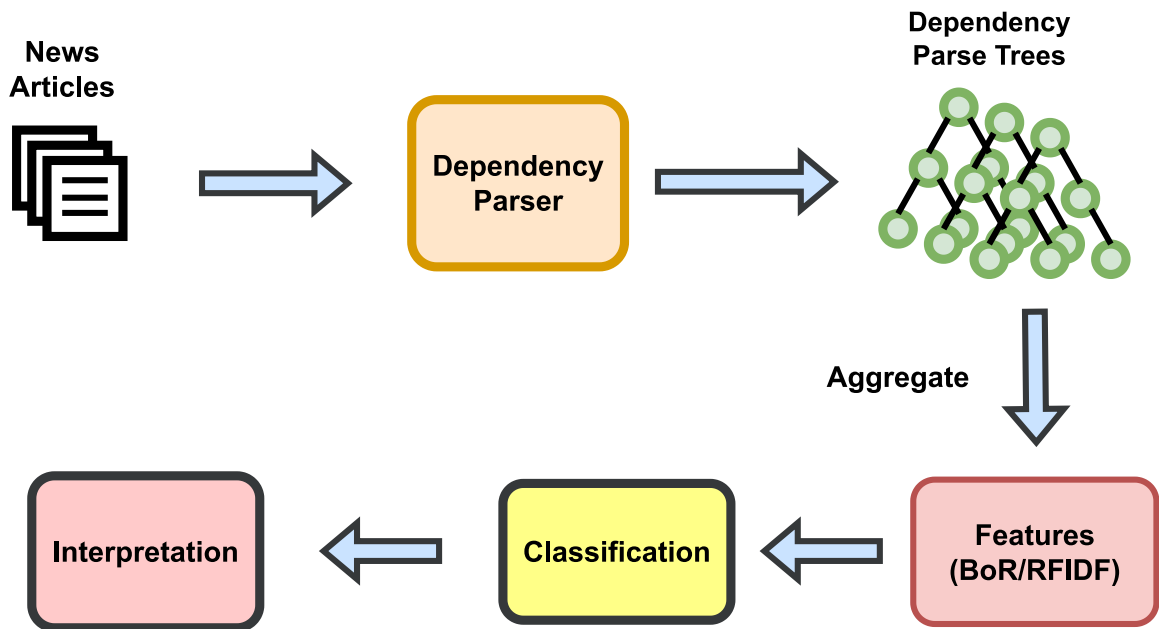 News
Articles
Dependency
Parser
Dependency
Parse Trees
Aggregate
Features
(BoR/RFIDF)
Classification
Interpretation